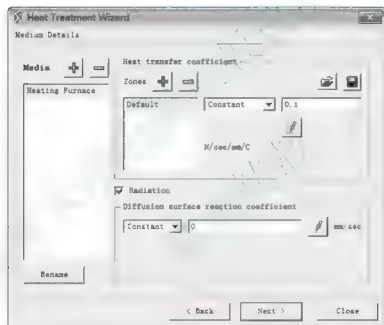 Heat Treatment Wizard
Medium Details
Media
Heat transfer coefficient
Zones
Heating Furnace
Default Constant 0.1
N/sec/mm/C
Radiation
Diffusion surface reaction coefficient
Constant 0 mm/sec
Rename
< Back Next > Close